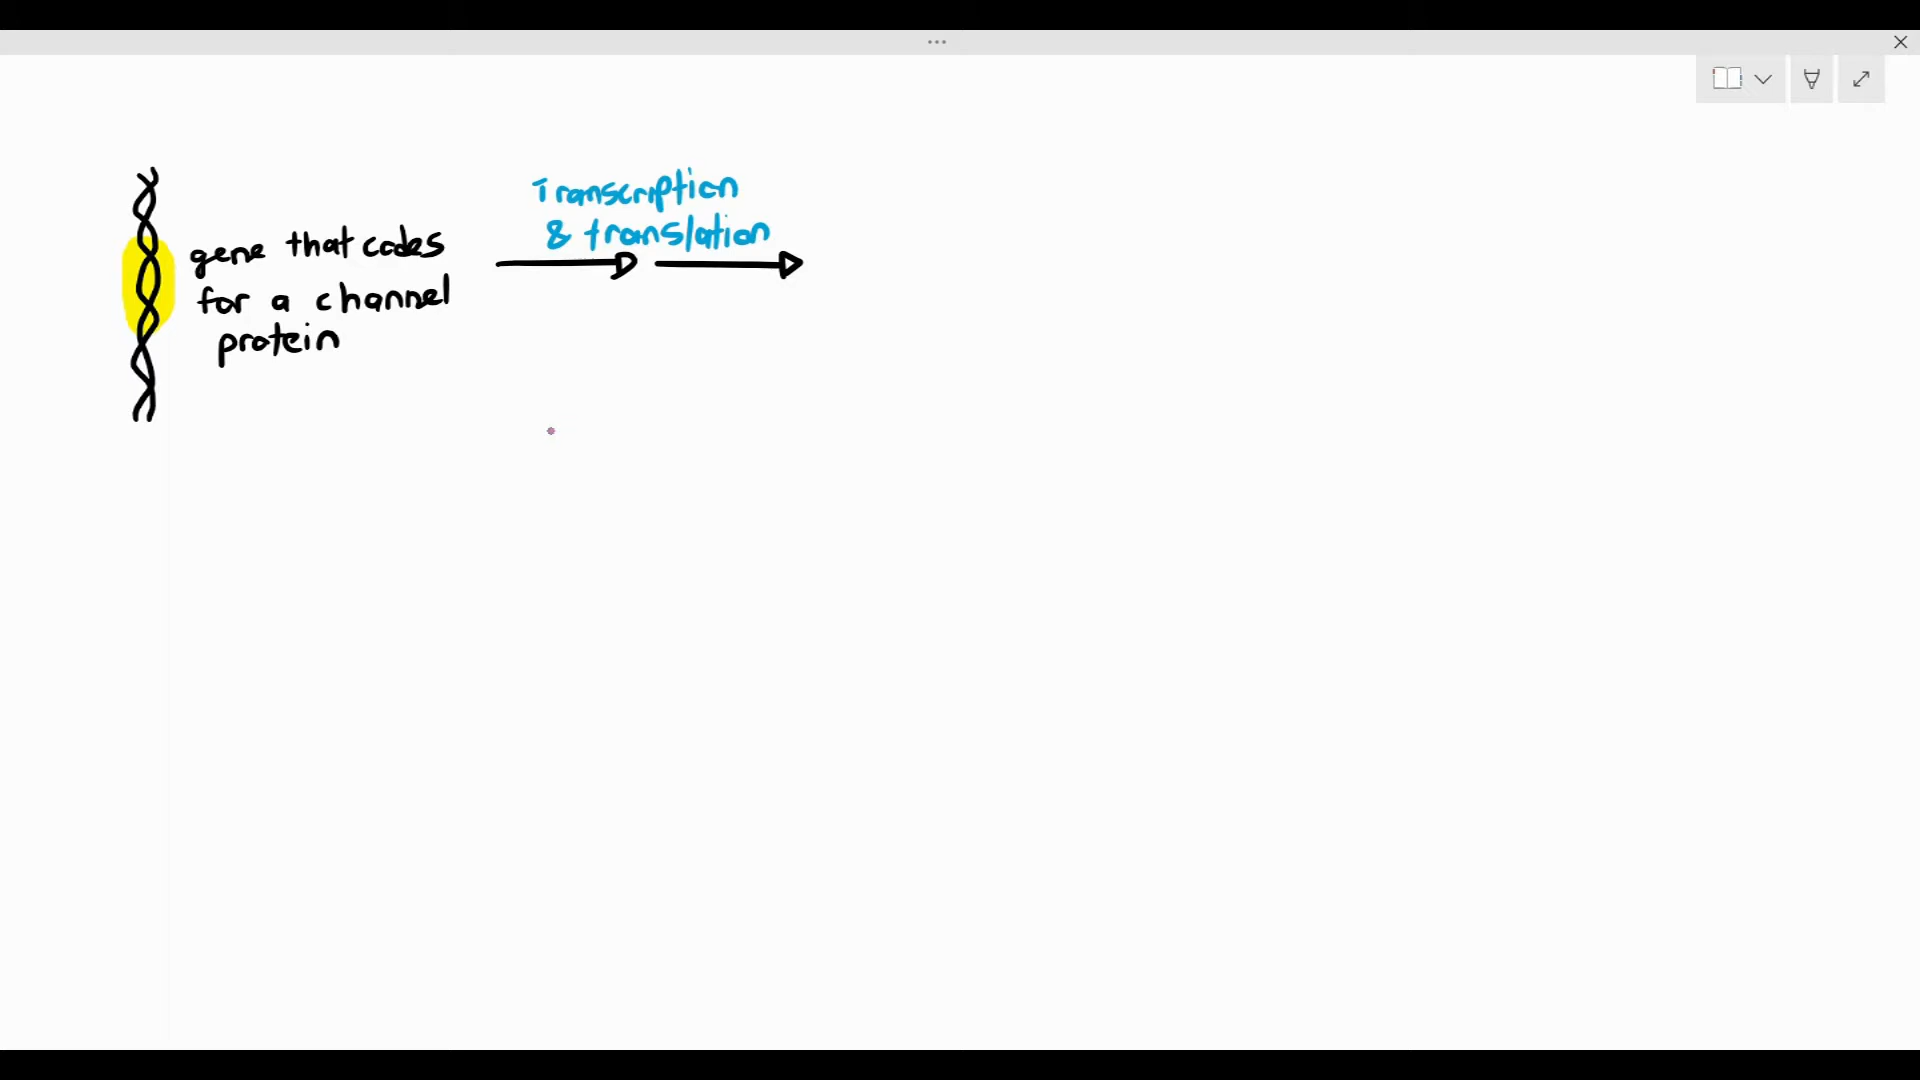 Transcription
& translation
gene that codes
for a channel
protein